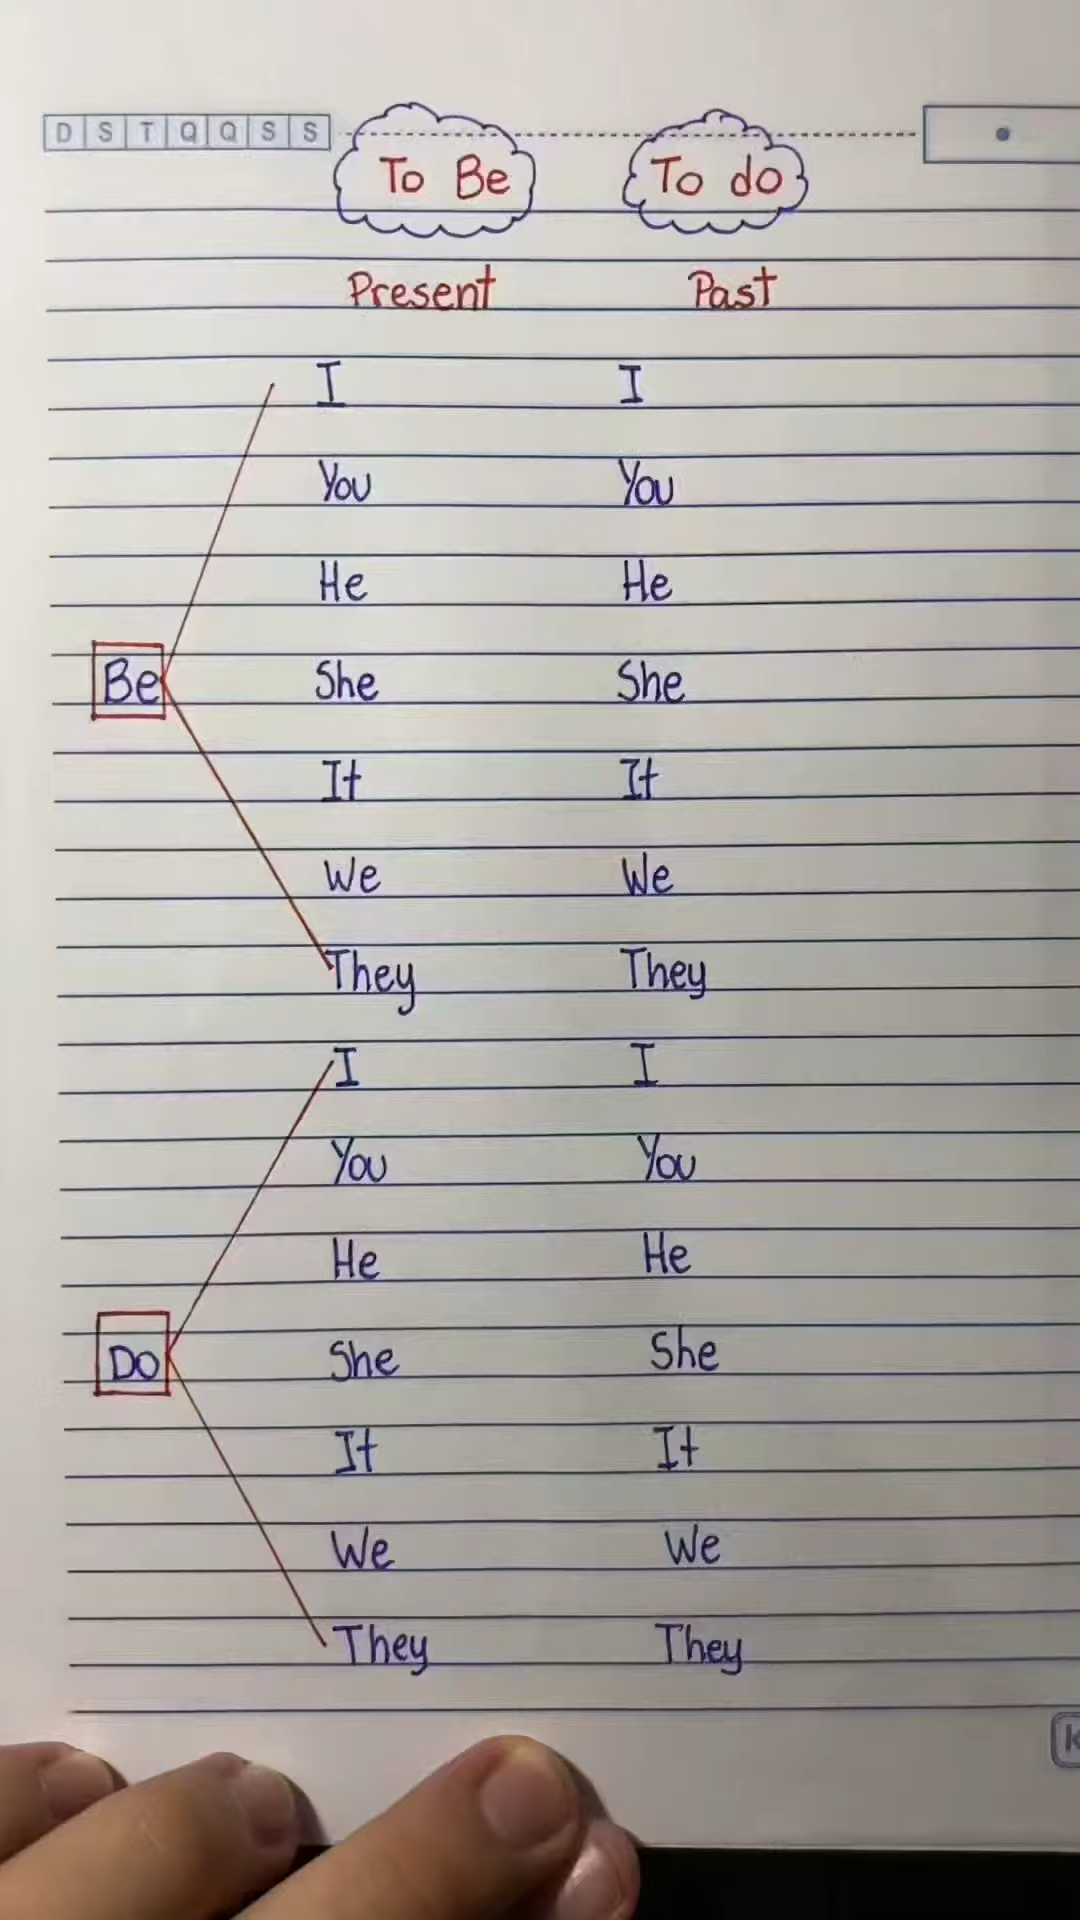 D S T Q Q S S
To Be To do
Present Past
I I
You You
He He
Be She She
It It
We We
They They
I I
You You
He He
Do She She
It It
We We
They They